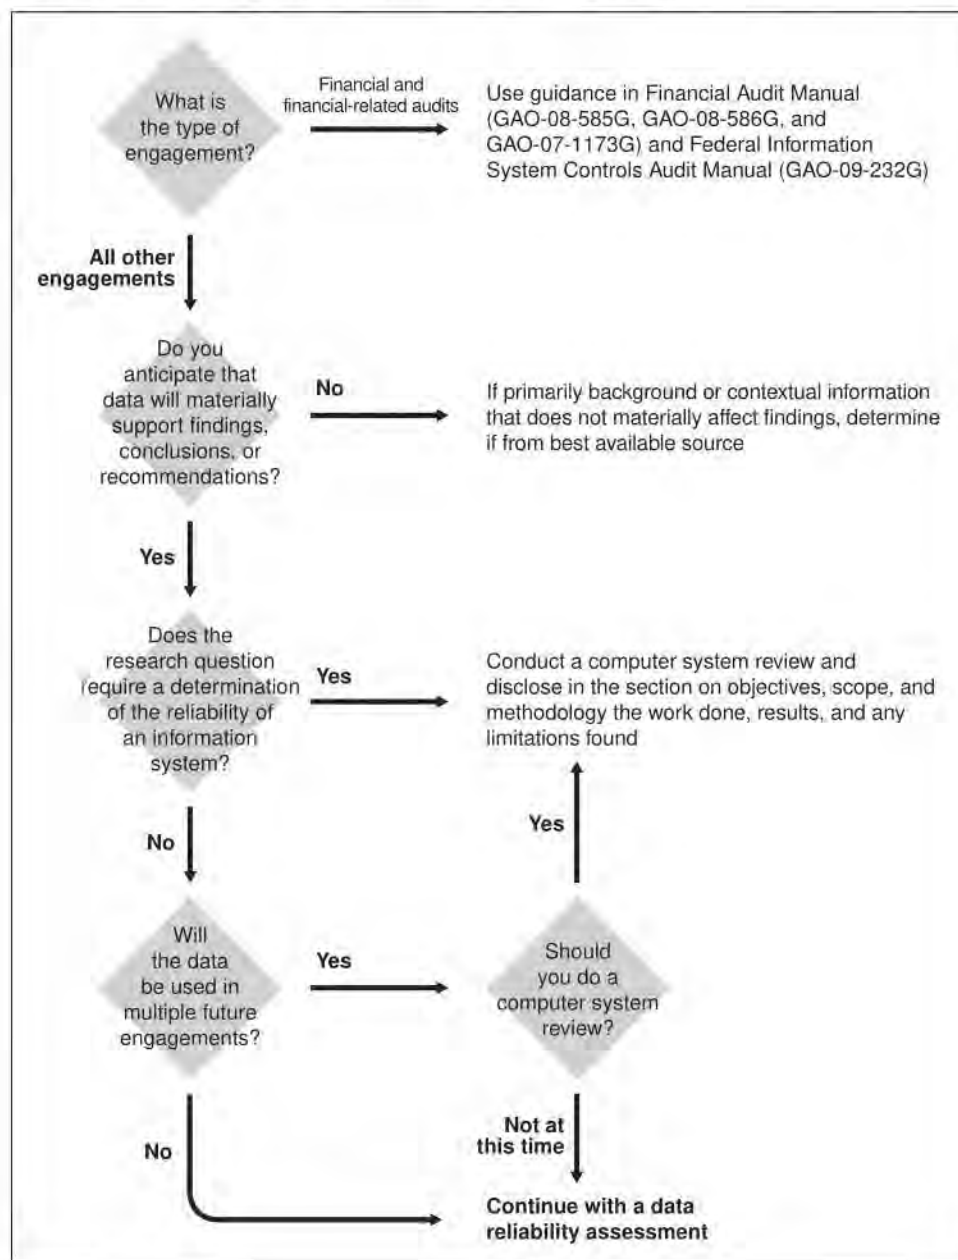 What is
the type of
engagement?
Financial and
financial-related audits
Use guidance in Financial Audit Manual
(GAO-08-585G, GAO-08-586G, and
GAO-07-1173G) and Federal Information
System Controls Audit Manual (GAO-09-232G)
All other
engagements
Do you
anticipate that
data will materially
support findings,
conclusions, or
recommendations?
No
If primarily background or contextual information
that does not materially affect findings, determine
if from best available source
Yes
Does the
research question
require a determination
of the reliability of
an information
system?
Yes
Conduct a computer system review and
disclose in the section on objectives, scope, and
methodology the work done, results, and any
limitations found
No
Yes
Will
the data
be used in
multiple future
engagements?
Yes
Should
you do a
computer system
review?
No
Not at
this time
Continue with a data
reliability assessment